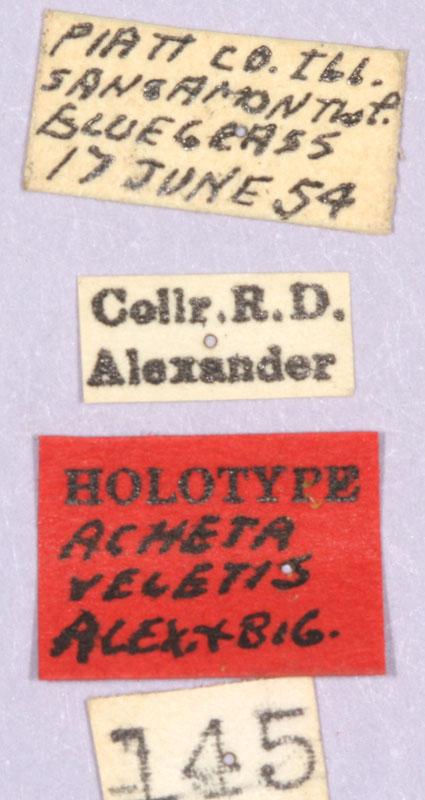 PIATT CO. ILL.
SANGAMON TWP.
BLUEGRASS
17 JUNE 54
Collr. R. D.
Alexander
HOLOTYPE
ACHETA
VELETIS
ALEX. + BIG.
145